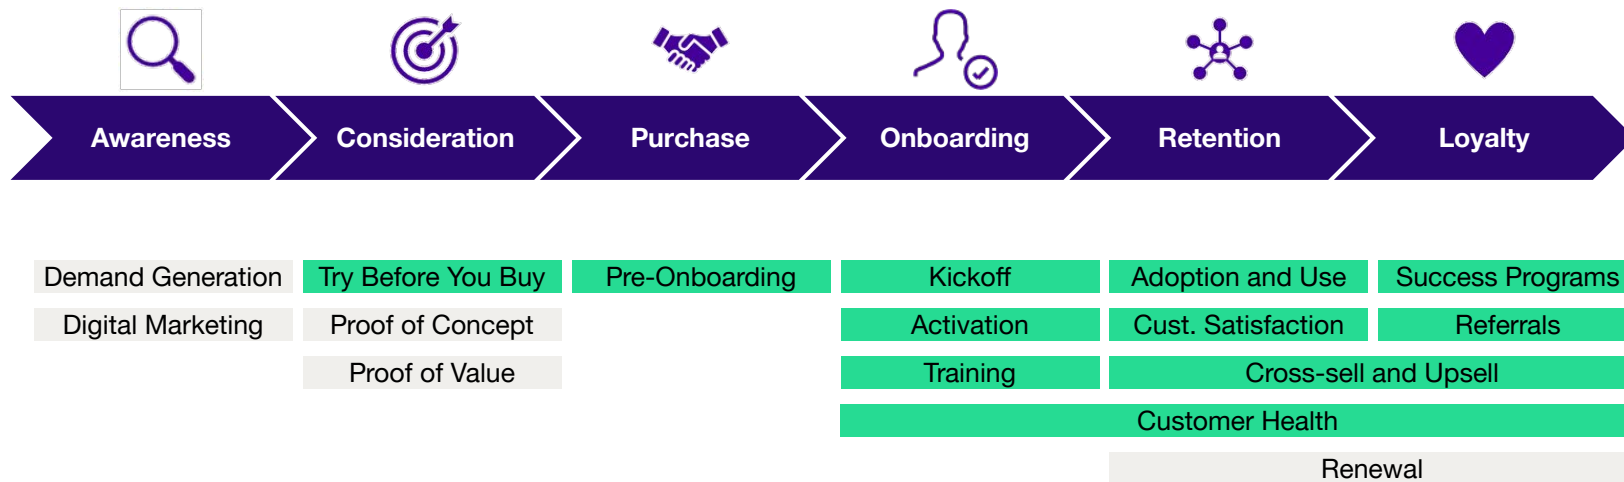 Awareness
Consideration
Purchase
Onboarding
Retention
Loyalty
Demand Generation
Try Before You Buy
Pre-Onboarding
Kickoff
Adoption and Use
Success Programs
Digital Marketing
Proof of Concept
Activation
Cust. Satisfaction
Referrals
Proof of Value
Training
Cross-sell and Upsell
Customer Health
Renewal